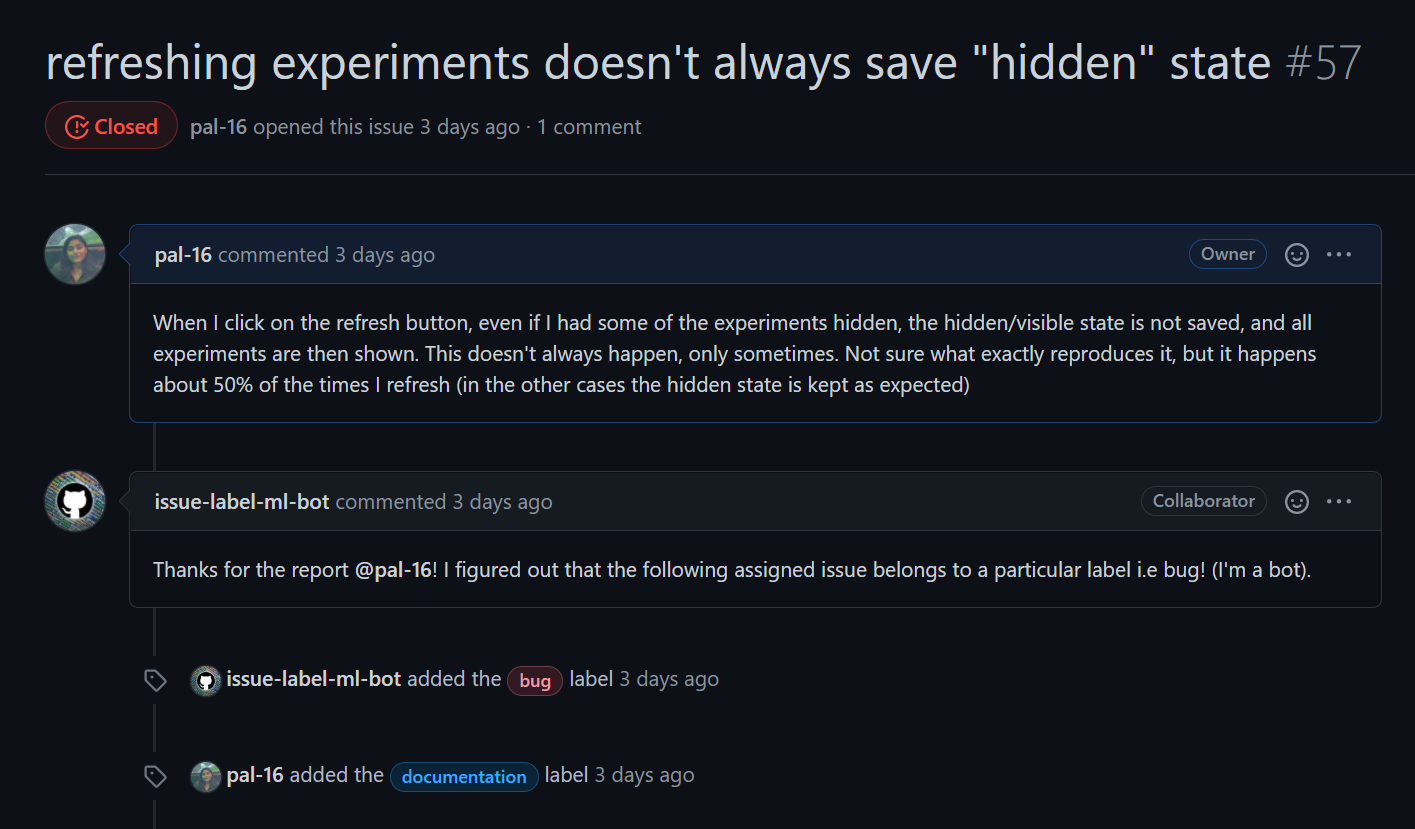 refreshing experiments doesn't always save "hidden" state #57
Closed pal-16 opened this issue 3 days ago · 1 comment
pal-16 commented 3 days ago Owner
When I click on the refresh button, even if I had some of the experiments hidden, the hidden/visible state is not saved, and all
experiments are then shown. This doesn't always happen, only sometimes. Not sure what exactly reproduces it, but it happens
about 50% of the times I refresh (in the other cases the hidden state is kept as expected)
issue-label-ml-bot commented 3 days ago Collaborator
Thanks for the report @pal-16! I figured out that the following assigned issue belongs to a particular label i.e bug! (I'm a bot).
issue-label-ml-bot added the bug label 3 days ago
pal-16 added the documentation label 3 days ago